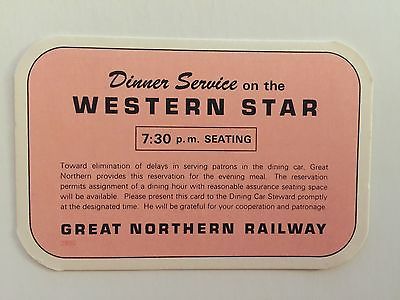 Dinner Service on the
WESTERN STAR
7:30 p.m. SEATING
Toward elimination of delays in serving patrons in the dining car, Great
Northern provides this reservation for the evening meal. The reservation
permits assignment of a dining hour with reasonable assurance seating space
will be available. Please present this card to the Dining Car Steward promptly
at the designated time. He will be grateful for your cooperation and patronage.
GREAT NORTHERN RAILWAY